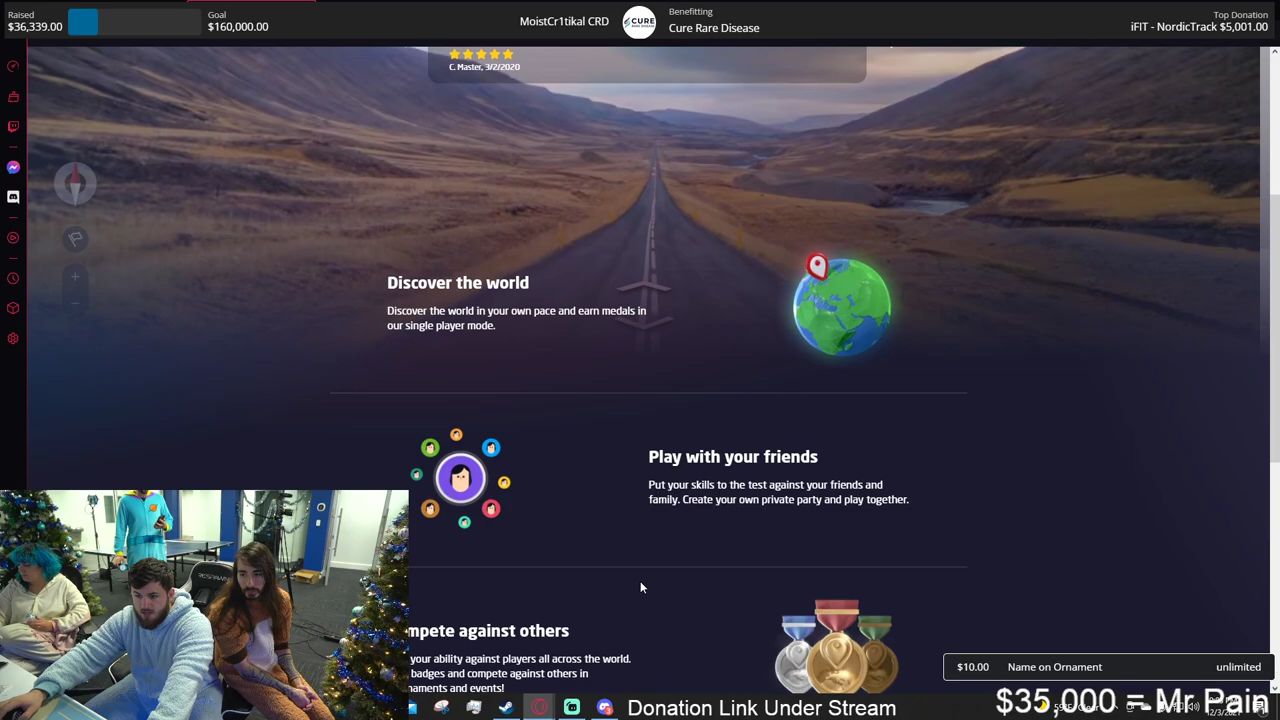 Raised
$36,339.00
Goal
$160,000.00
MoistCr1tikal CRD
CURE
RARE DISEASE
Benefitting
Cure Rare Disease
Top Donation
iFIT - NordicTrack $5,001.00
C. Master, 3/2/2020
Discover the world
Discover the world in your own pace and earn medals in
our single player mode.
Play with your friends
Put your skills to the test against your friends and
family. Create your own private party and play together.
RESPAWN
mpete against others
your ability against players all across the world.
badges and compete against others in
naments and events!
$10.00 Name on Ornament unlimited
Donation Link Under Stream
$35,000 = Mr Pain